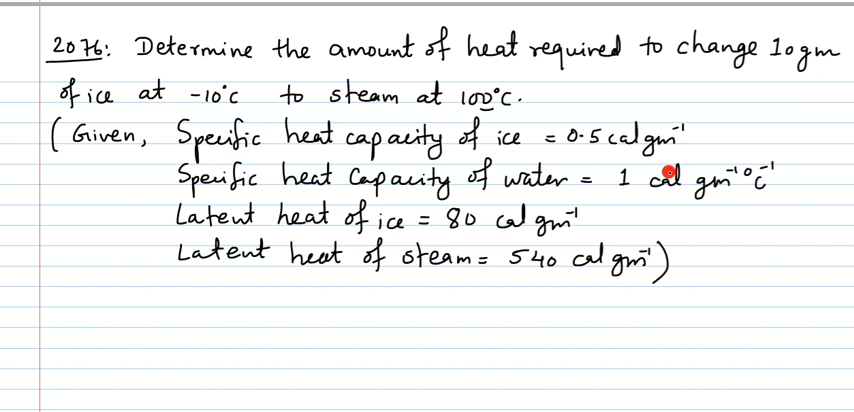 2076: Determine the amount of heat required to change 10 gm
of ice at -10°C to steam at 100°C.
(Given, Specific heat capacity of ice = 0.5 cal gm⁻¹
Specific heat Capacity of water = 1 cal gm⁻¹ °C⁻¹
Latent heat of ice = 80 cal gm⁻¹
Latent heat of steam = 540 cal gm⁻¹)